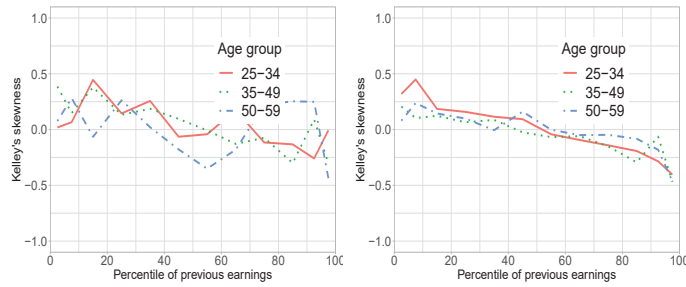 Kelley's skewness
1.0
0.5
0.0
−0.5
−1.0
Age group
25−34
35−49
50−59
0 20 40 60 80 100
Percentile of previous earnings
Kelley's skewness
1.0
0.5
0.0
−0.5
−1.0
Age group
25−34
35−49
50−59
0 20 40 60 80 100
Percentile of previous earnings